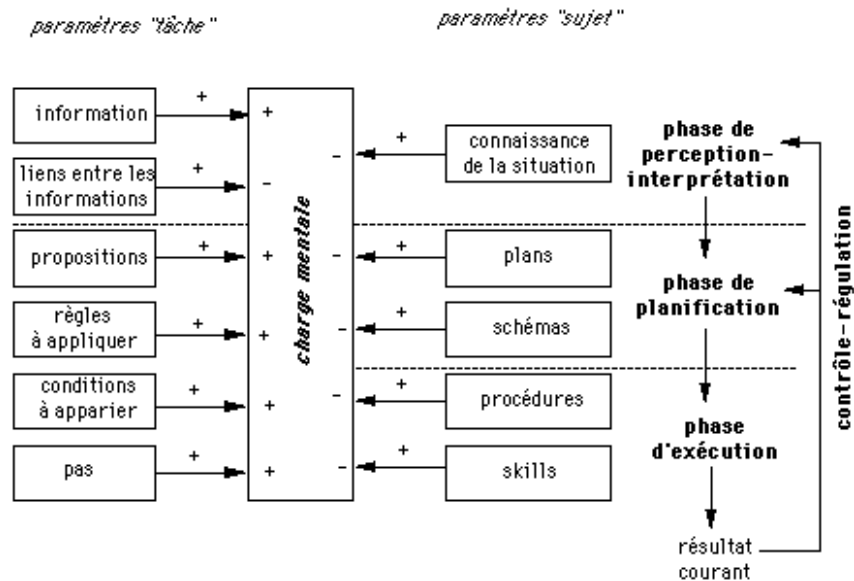 paramètres "tâche"
paramètres "sujet"
information
+
+
liens entre les
informations
+
-
propositions
+
+
règles
à appliquer
+
+
conditions
à apparier
+
+
pas
+
+
charge mentale
-
+
connaissance
de la situation
-
+
plans
-
+
schémas
-
+
procédures
-
+
skills
phase de
perception-
interprétation
phase de
planification
phase
d'exécution
résultat
courant
contrôle-régulation